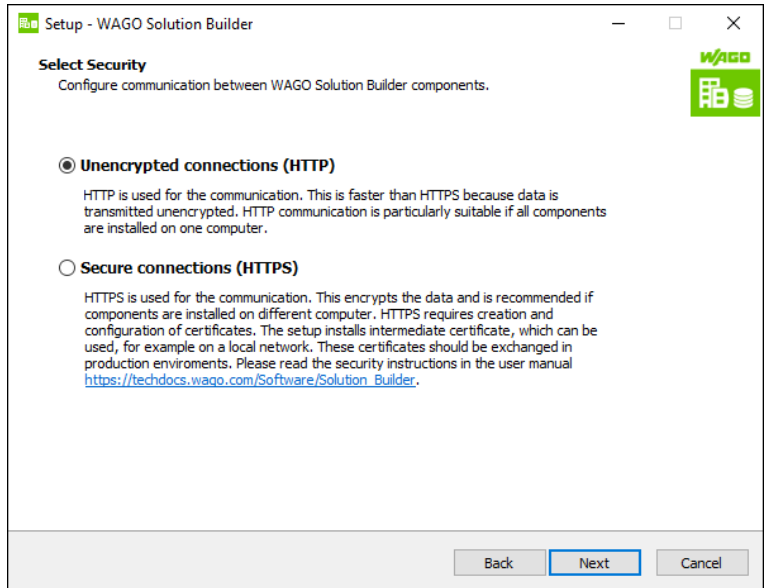 Setup - WAGO Solution Builder
Select Security
Configure communication between WAGO Solution Builder components.
WAGO
Unencrypted connections (HTTP)
HTTP is used for the communication. This is faster than HTTPS because data is
transmitted unencrypted. HTTP communication is particularly suitable if all components
are installed on one computer.
Secure connections (HTTPS)
HTTPS is used for the communication. This encrypts the data and is recommended if
components are installed on different computer. HTTPS requires creation and
configuration of certificates. The setup installs intermediate certificate, which can be
used, for example on a local network. These certificates should be exchanged in
production enviroments. Please read the security instructions in the user manual
https://techdocs.wago.com/Software/Solution_Builder.
Back
Next
Cancel